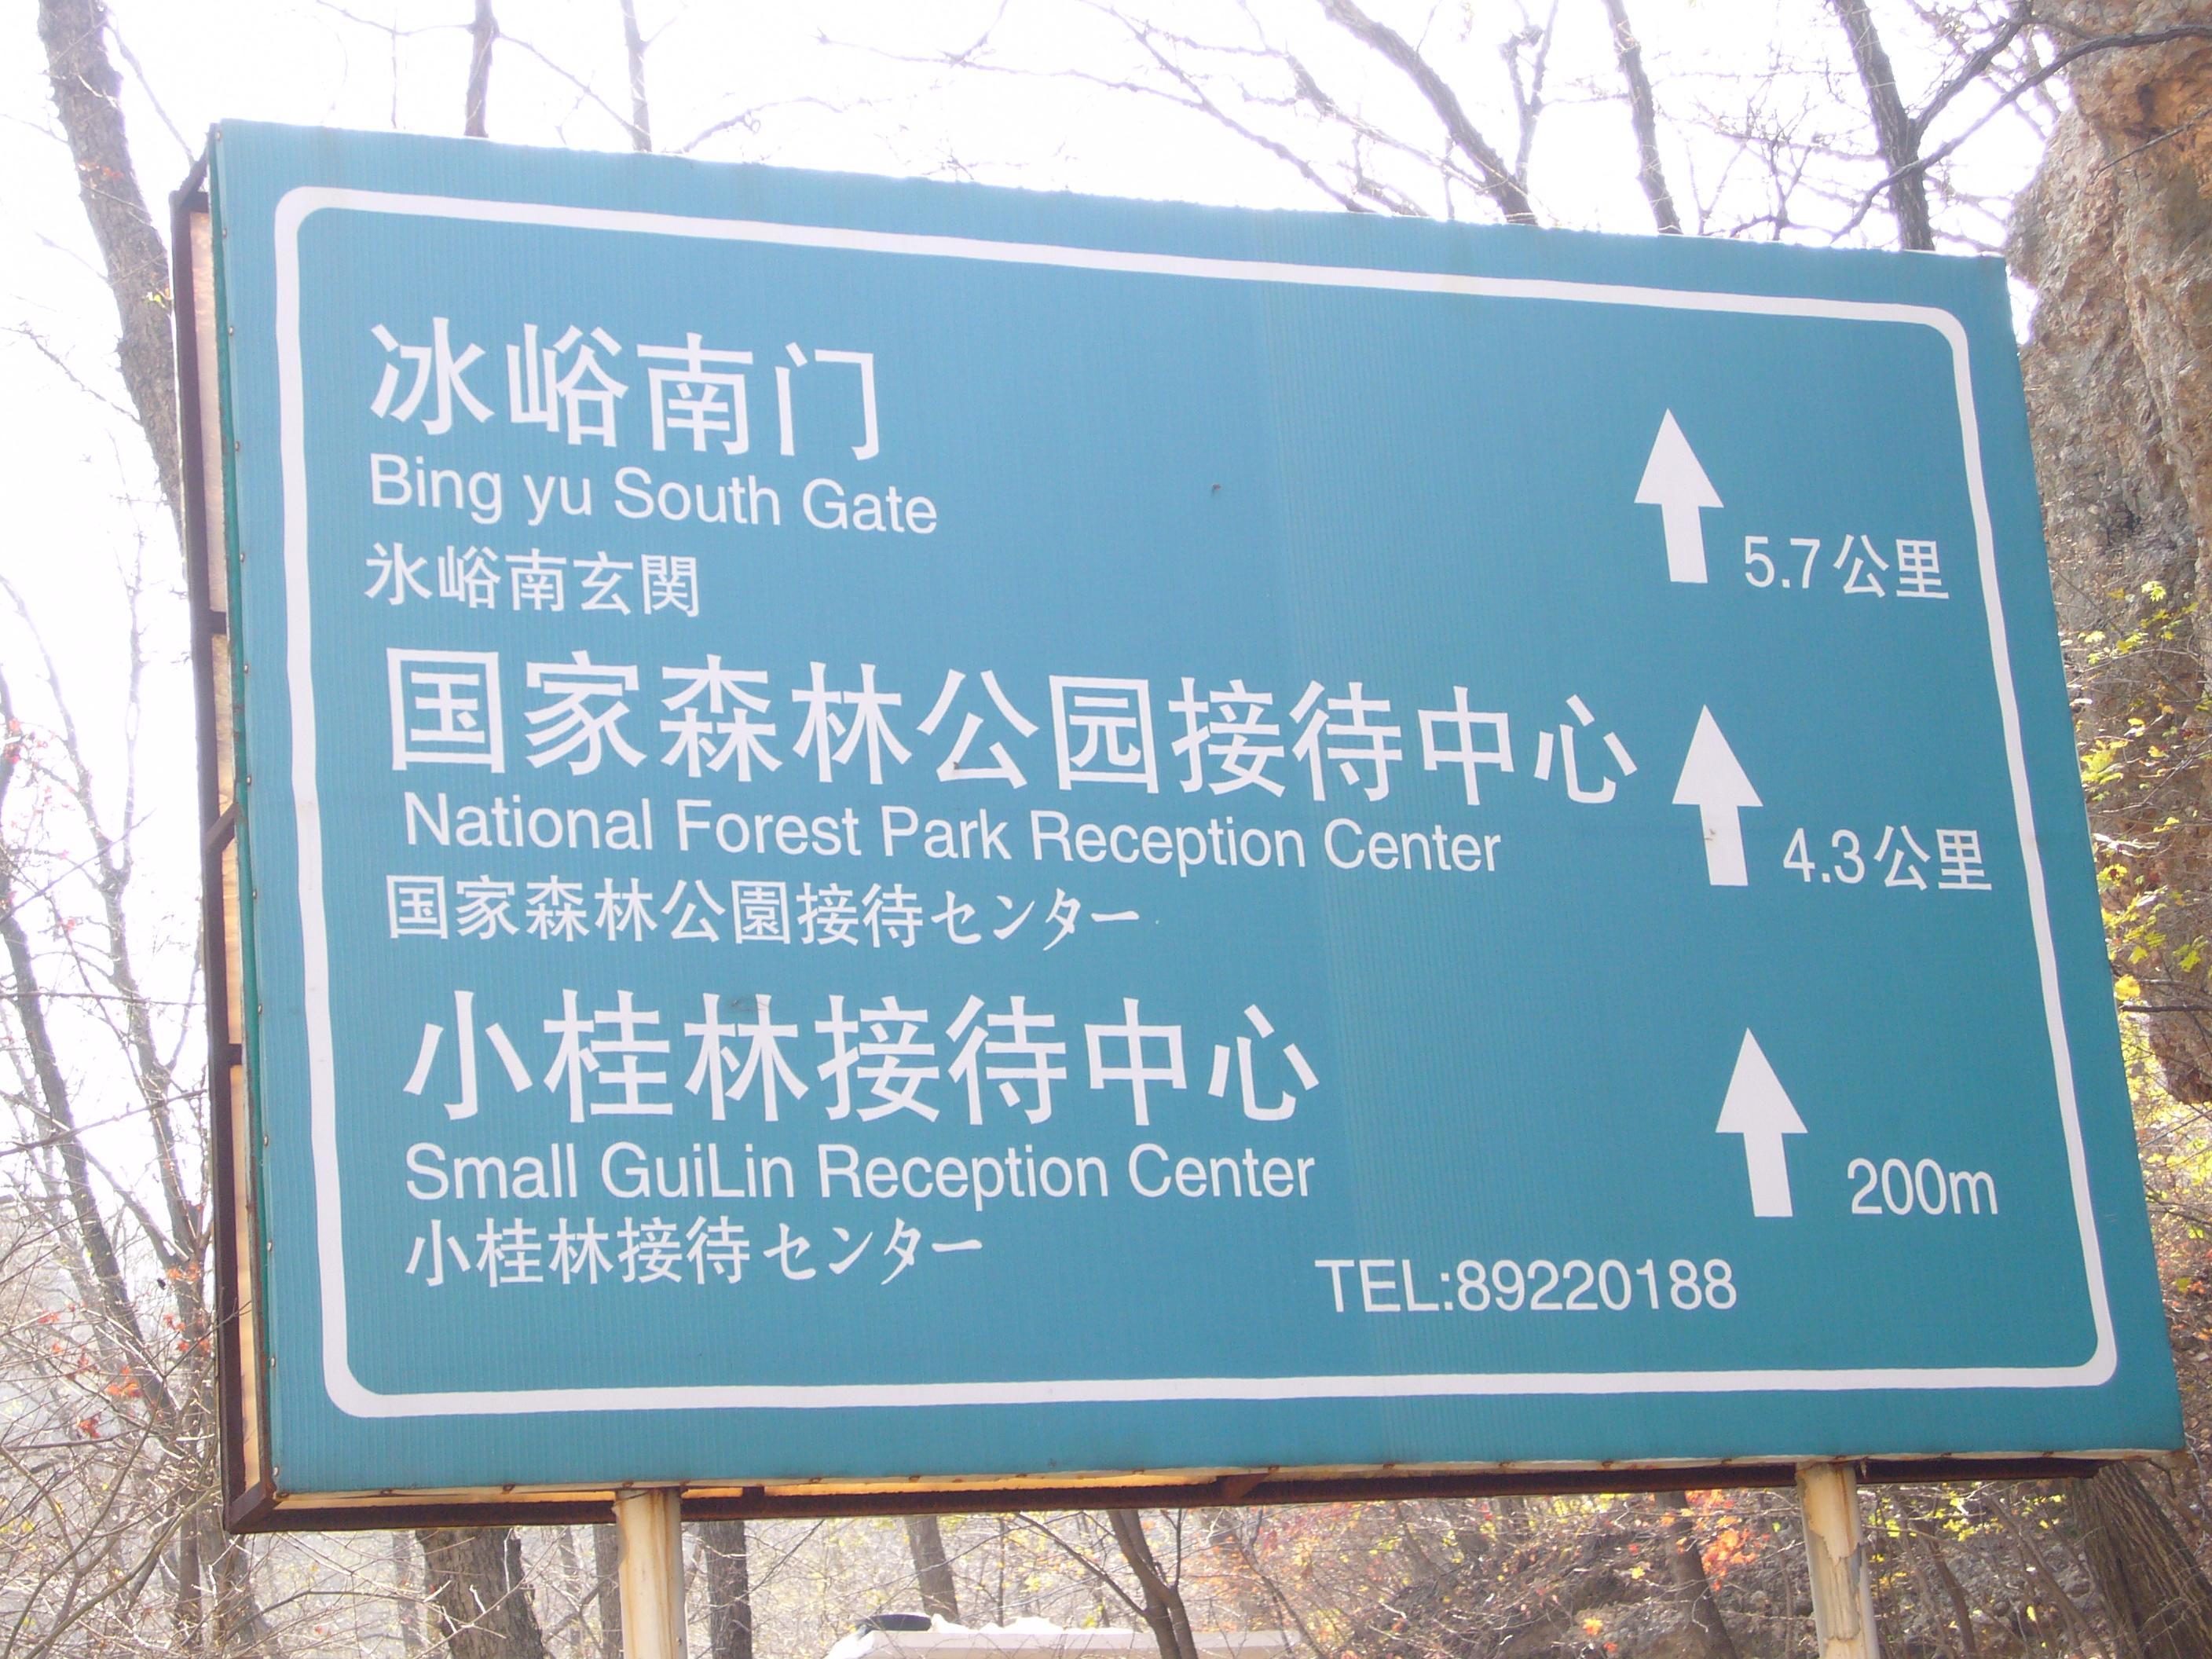 冰峪南门
Bing yu South Gate
氷峪南玄関
5.7公里
国家森林公园接待中心
National Forest Park Reception Center
国家森林公園接待センター
4.3公里
小桂林接待中心
Small GuiLin Reception Center
小桂林接待センター
200m
TEL:89220188